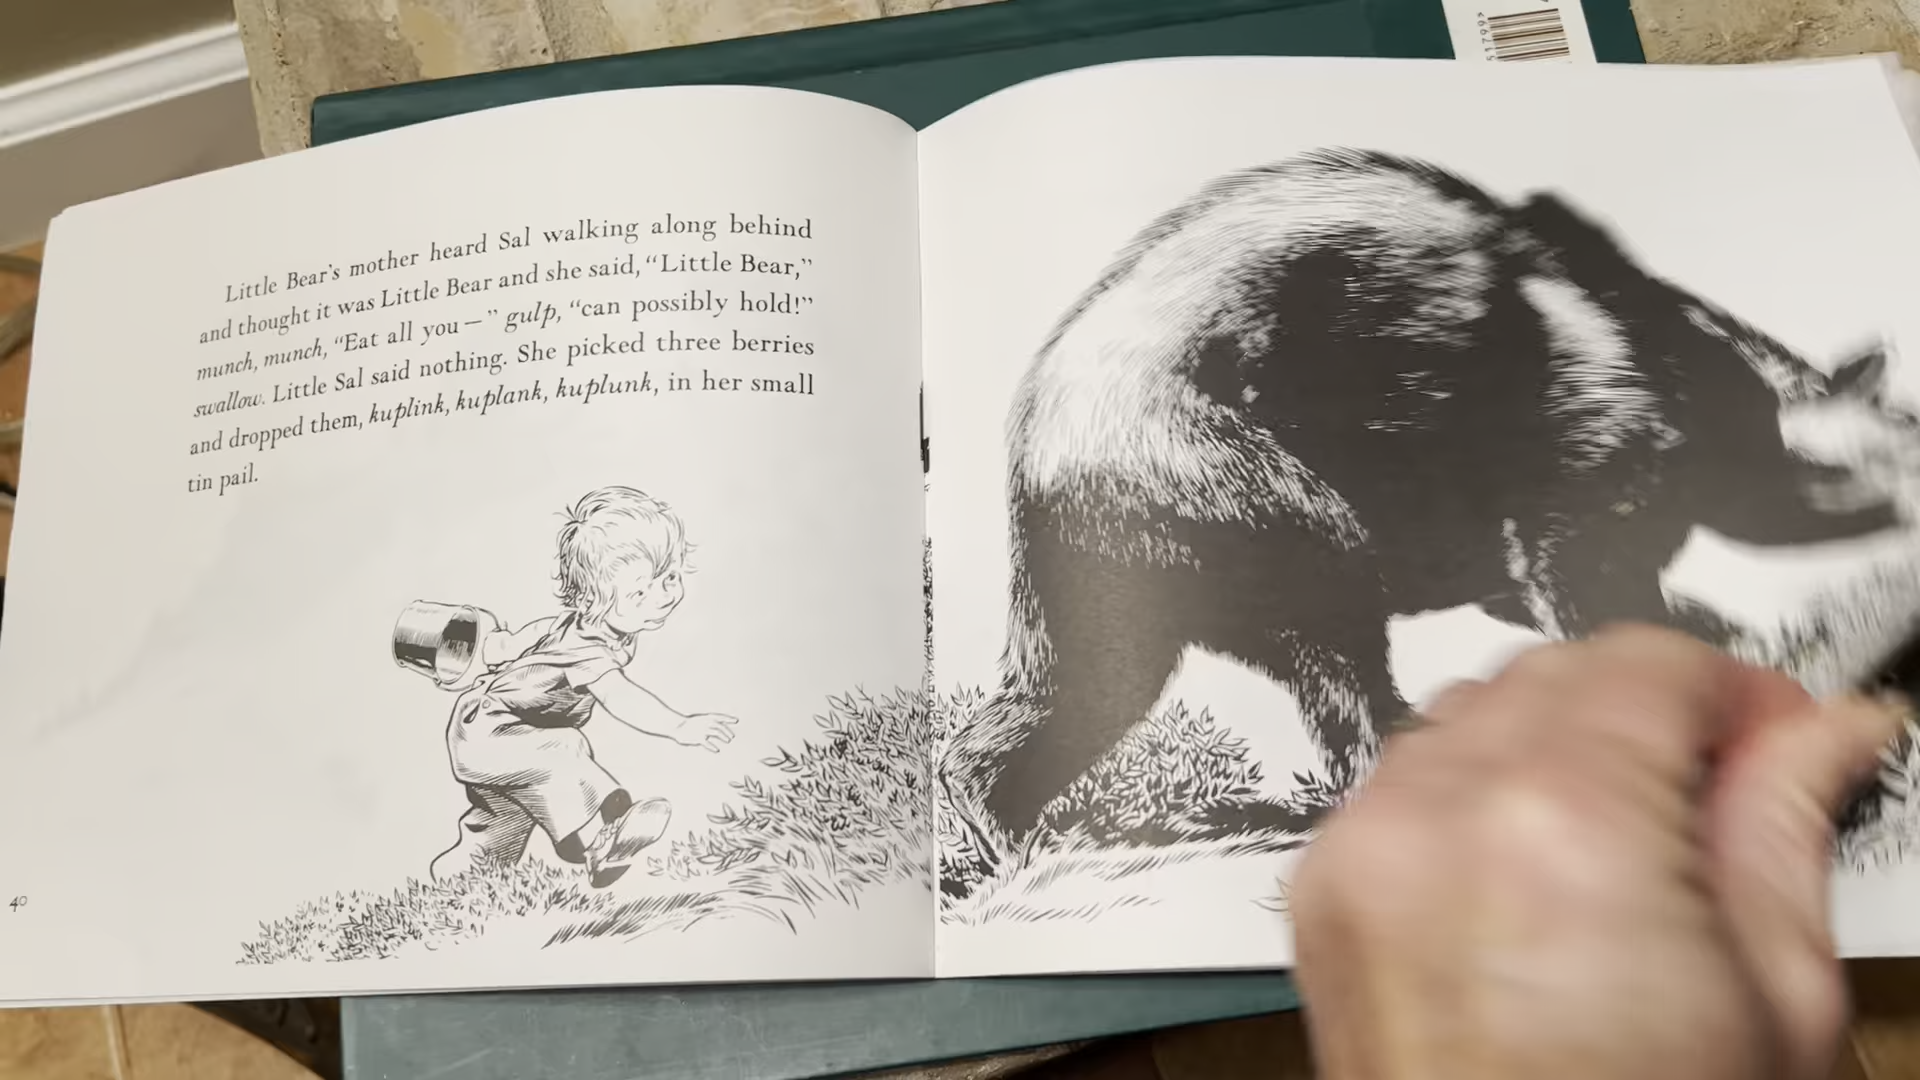 Little Bear's mother heard Sal walking along behind
and thought it was Little Bear and she said, “Little Bear,”
munch, munch, “Eat all you — ” gulp, “can possibly hold!”
swallow. Little Sal said nothing. She picked three berries
and dropped them, kuplink, kuplank, kuplunk, in her small
tin pail.
40
51799>